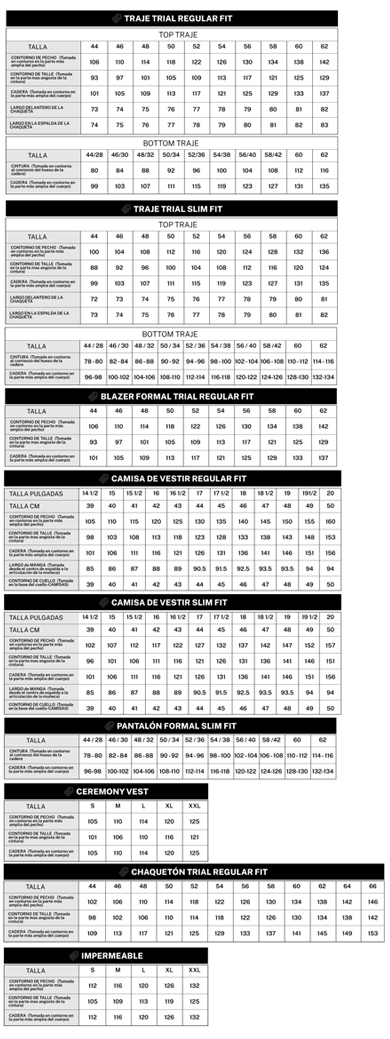 TRAJE TRIAL REGULAR FIT
TOP TRAJE
TALLA 44 46 48 50 52 54 56 58 60 62
CONTORNO DE PECHO (Tomada
en contorno en la parte más
amplia del pecho) 106 110 114 118 122 126 130 134 138 142
CONTORNO DE TALLE (Tomada en
la parte mas angosta de la
cintura) 93 97 101 105 109 113 117 121 125 129
CADERA (Tomada en contorno en
la parte más amplia del cuerpo) 101 105 109 113 117 121 125 129 133 137
LARGO DELANTERO DE LA
CHAQUETA 73 74 75 76 77 78 79 80 81 82
LARGO EN LA ESPALDA DE LA
CHAQUETA 74 75 76 77 78 79 80 81 82 83
BOTTOM TRAJE
TALLA 44/28 46/30 48/32 50/34 52/36 54/38 56/40 58/42 60 62
CINTURA (Tomada en contorno
al comienzo del hueso de la
cadera) 80 84 88 92 96 100 104 108 112 116
CADERA (Tomada en contorno en
la parte más amplia del cuerpo) 99 103 107 111 115 119 123 127 131 135
TRAJE TRIAL SLIM FIT
TOP TRAJE
TALLA 44 46 48 50 52 54 56 58 60 62
CONTORNO DE PECHO (Tomada
en contorno en la parte más
amplia del pecho) 100 104 108 112 116 120 124 128 132 136
CONTORNO DE TALLE (Tomada en
la parte mas angosta de la
cintura) 88 92 96 100 104 108 112 116 120 124
CADERA (Tomada en contorno en
la parte más amplia del cuerpo) 99 103 107 111 115 119 123 127 131 135
LARGO DELANTERO DE LA
CHAQUETA 72 73 74 75 76 77 78 79 80 81
LARGO EN LA ESPALDA DE LA
CHAQUETA 73 74 75 76 77 78 79 80 81 82
BOTTOM TRAJE
TALLA 44 / 28 46 / 30 48 / 32 50 / 34 52 / 36 54 / 38 56 / 40 58 / 42 60 62
CINTURA (Tomada en contorno
al comienzo del hueso de la
cadera) 78-80 82-84 86-88 90-92 94-96 98-100 102-104 106-108 110-112 114-116
CADERA (Tomada en contorno en
la parte más amplia del cuerpo) 96-98 100-102 104-106 108-110 112-114 116-118 120-122 124-126 128-130 132-134
BLAZER FORMAL TRIAL REGULAR FIT
TALLA 44 46 48 50 52 54 56 58 60 62
CONTORNO DE PECHO (Tomada
en contorno en la parte más
amplia del pecho) 106 110 114 118 122 126 130 134 138 142
CONTORNO DE TALLE (Tomada en
la parte mas angosta de la
cintura) 93 97 101 105 109 113 117 121 125 129
CADERA (Tomada en contorno en
la parte más amplia del cuerpo) 101 105 109 113 117 121 125 129 133 137
CAMISA DE VESTIR REGULAR FIT
TALLA PULGADAS 14 1/2 15 15 1/2 16 16 1/2 17 17 1/2 18 18 1/2 19 191/2 20
TALLA CM 39 40 41 42 43 44 45 46 47 48 49 50
CONTORNO DE PECHO (Tomada
en contorno en la parte más
amplia del pecho) 105 110 115 120 125 130 135 140 145 150 155 160
CONTORNO DE TALLE (Tomada en
la parte mas angosta de la
cintura) 98 103 108 113 118 123 128 133 138 143 148 153
CADERA (Tomada en contorno en
la parte más amplia del cuerpo) 101 106 111 116 121 126 131 136 141 146 151 156
LARGO de MANGA (Tomada
desde el centro de espalda a la
articulación de la muñeca) 85 86 87 88 89 90.5 91.5 92.5 93.5 93.5 94 94
CONTORNO DE CUELLO (Tomada
en la base del cuello-CAMISAS) 39 40 41 42 43 44 45 46 47 48 49 50
CAMISA DE VESTIR SLIM FIT
TALLA PULGADAS 14 1/2 15 15 1/2 16 16 1/2 17 17 1/2 18 18 1/2 19 19 1/2 20
TALLA CM 39 40 41 42 43 44 45 46 47 48 49 50
CONTORNO DE PECHO (Tomada
en contorno en la parte más
amplia del pecho) 102 107 112 117 122 127 132 137 142 147 152 157
CONTORNO DE TALLE (Tomada en
la parte mas angosta de la
cintura) 96 101 106 111 116 121 126 131 136 141 146 151
CADERA (Tomada en contorno en
la parte más amplia del cuerpo) 101 106 111 116 121 126 131 136 141 146 151 156
LARGO de MANGA (Tomada
desde el centro de espalda a la
articulación de la muñeca) 85 86 87 88 89 90.5 91.5 92.5 93.5 93.5 94 94
CONTORNO DE CUELLO (Tomada
en la base del cuello-CAMISAS) 39 40 41 42 43 44 45 46 47 48 49 50
PANTALÓN FORMAL SLIM FIT
TALLA 44 / 28 46 / 30 48 / 32 50 / 34 52 / 36 54 / 38 56 / 40 58 / 42 60 62
CINTURA (Tomada en contorno
al comienzo del hueso de la
cadera) 78-80 82-84 86-88 90-92 94-96 98-100 102-104 106-108 110-112 114-116
CADERA (Tomada en contorno en
la parte más amplia del cuerpo) 96-98 100-102 104-106 108-110 112-114 116-118 120-122 124-126 128-130 132-134
CEREMONY VEST
TALLA S M L XL XXL
CONTORNO DE PECHO (Tomada
en contorno en la parte más
amplia del pecho) 105 110 114 120 125
CONTORNO DE TALLE (Tomada
en la parte mas angosta de la
cintura) 101 106 110 116 121
CADERA (Tomada en contorno en
la parte más amplia del cuerpo) 105 110 114 120 125
CHAQUETÓN TRIAL REGULAR FIT
TALLA 44 46 48 50 52 54 56 58 60 62 64 66
CONTORNO DE PECHO (Tomada
en contorno en la parte más
amplia del pecho) 102 106 110 114 118 122 126 130 134 138 142 146
CONTORNO DE TALLE (Tomada en
la parte mas angosta de la
cintura) 98 102 106 110 114 118 122 126 130 134 138 142
CADERA (Tomada en contorno en
la parte más amplia del cuerpo) 109 113 117 121 125 129 133 137 141 145 149 153
IMPERMEABLE
TALLA S M L XL XXL
CONTORNO DE PECHO (Tomada
en contorno en la parte más
amplia del pecho) 112 116 120 126 132
CONTORNO DE TALLE (Tomada
en la parte mas angosta de la
cintura) 105 109 113 119 125
CADERA (Tomada en contorno en
la parte más amplia del cuerpo) 112 116 120 126 132